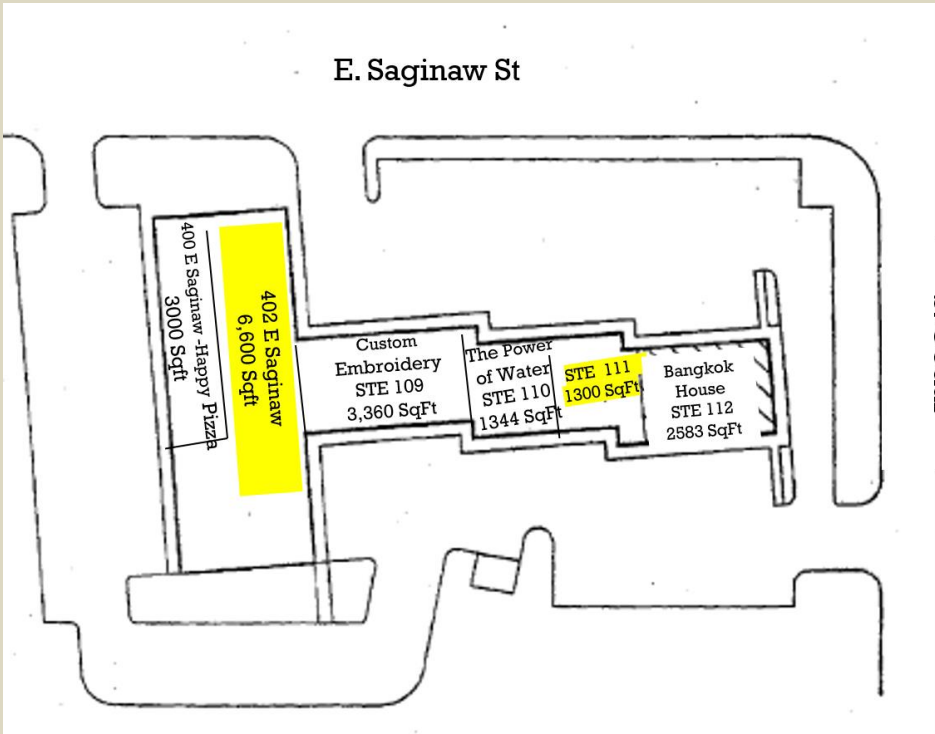 E. Saginaw St
400 E Saginaw -Happy Pizza
3000 Sqft
402 E Saginaw
6,600 Sqft
Custom
Embroidery
STE 109
3,360 SqFt
The Power
of Water
STE 110
1344 SqFt
STE 111
1300 SqFt
Bangkok
House
STE 112
2583 SqFt